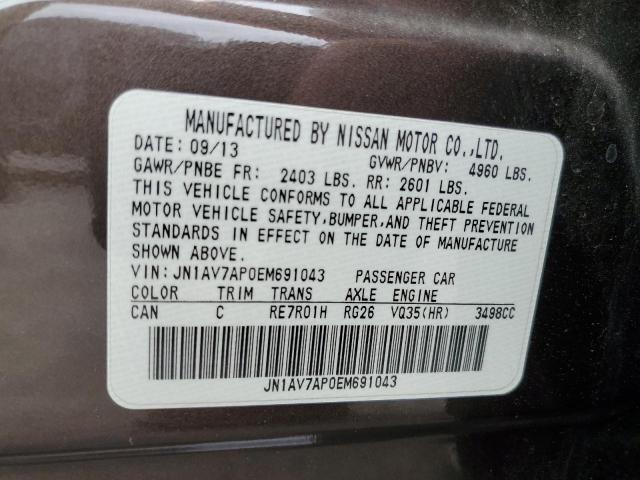 MANUFACTURED BY NISSAN MOTOR CO.,LTD.
DATE: 09/13 GVWR/PNBV: 4960 LBS.
GAWR/PNBE FR: 2403 LBS. RR: 2601 LBS.
THIS VEHICLE CONFORMS TO ALL APPLICABLE FEDERAL
MOTOR VEHICLE SAFETY,BUMPER,AND THEFT PREVENTION
STANDARDS IN EFFECT ON THE DATE OF MANUFACTURE
SHOWN ABOVE.
VIN:JN1AV7AP0EM691043 PASSENGER CAR
COLOR TRIM TRANS AXLE ENGINE
CAN C RE7R01H RG26 VQ35(HR) 3498CC
JN1AV7AP0EM691043